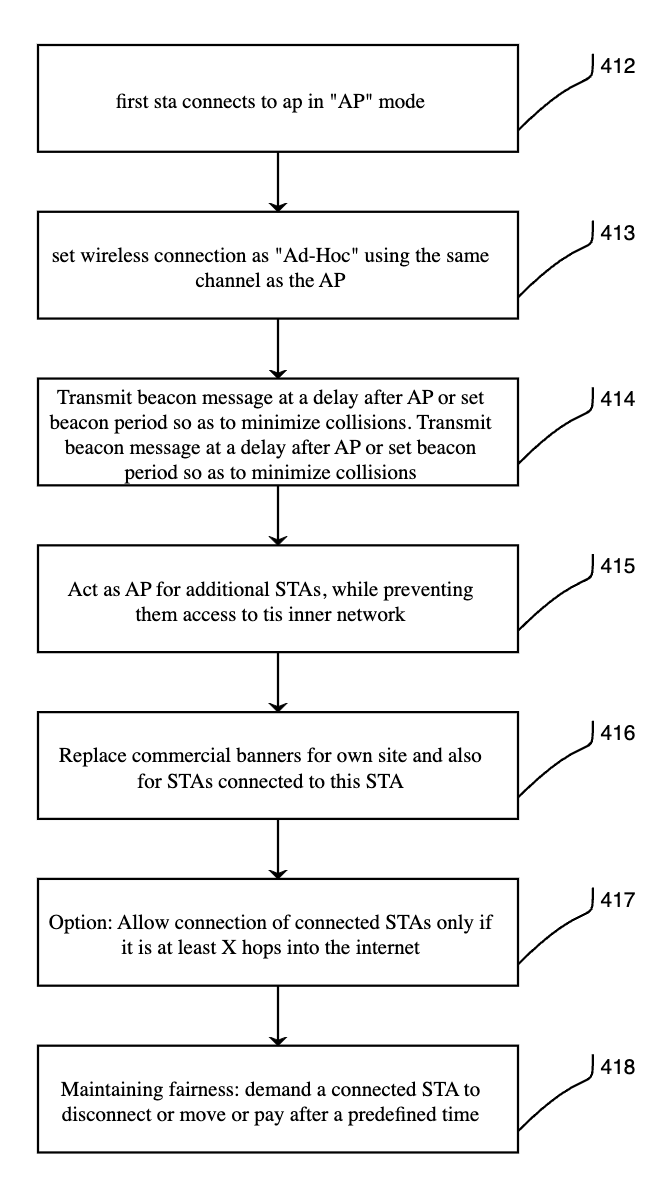 first sta connects to ap in "AP" mode
412
set wireless connection as "Ad-Hoc" using the same
channel as the AP
413
Transmit beacon message at a delay after AP or set
beacon period so as to minimize collisions. Transmit
beacon message at a delay after AP or set beacon
period so as to minimize collisions
414
Act as AP for additional STAs, while preventing
them access to tis inner network
415
Replace commercial banners for own site and also
for STAs connected to this STA
416
Option: Allow connection of connected STAs only if
it is at least X hops into the internet
417
Maintaining fairness: demand a connected STA to
disconnect or move or pay after a predefined time
418